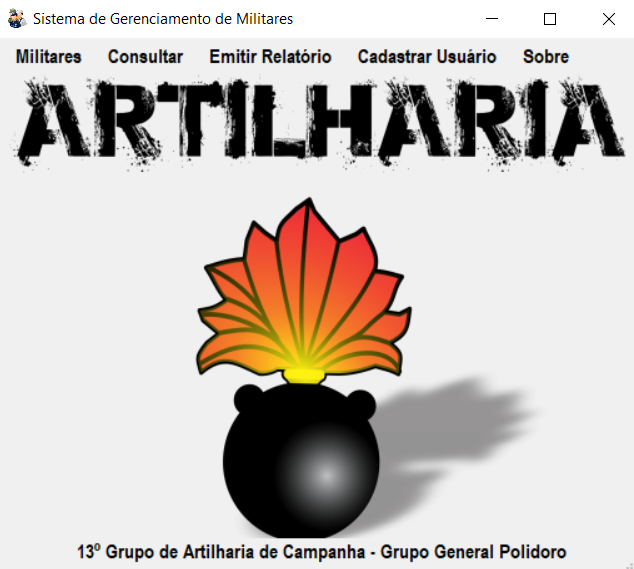 Sistema de Gerenciamento de Militares
Militares Consultar Emitir Relatório Cadastrar Usuário Sobre
ARTILHARIA
13º Grupo de Artilharia de Campanha - Grupo General Polidoro